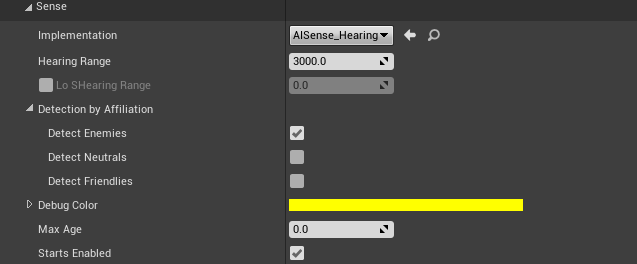 Sense
Implementation AISense_Hearing
Hearing Range 3000.0
Lo SHearing Range 0.0
Detection by Affiliation
Detect Enemies
Detect Neutrals
Detect Friendlies
Debug Color
Max Age 0.0
Starts Enabled